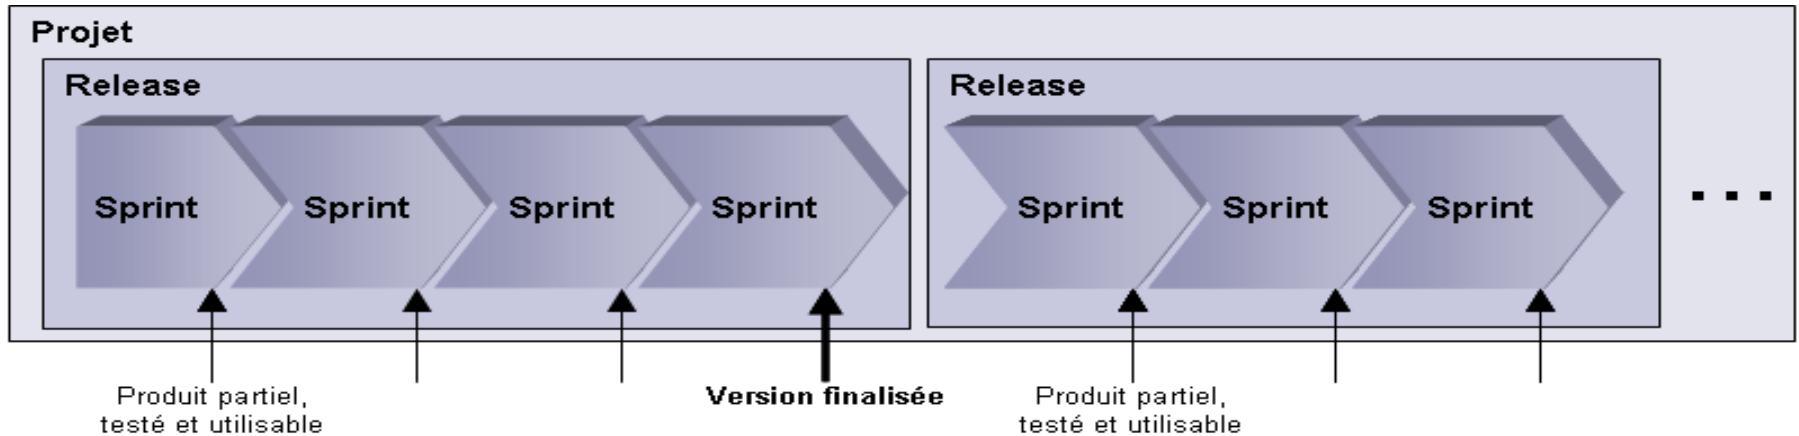 Projet
Release
Sprint
Sprint
Sprint
Sprint
Release
Sprint
Sprint
Sprint
...
Produit partiel,
testé et utilisable
Version finalisée
Produit partiel,
testé et utilisable